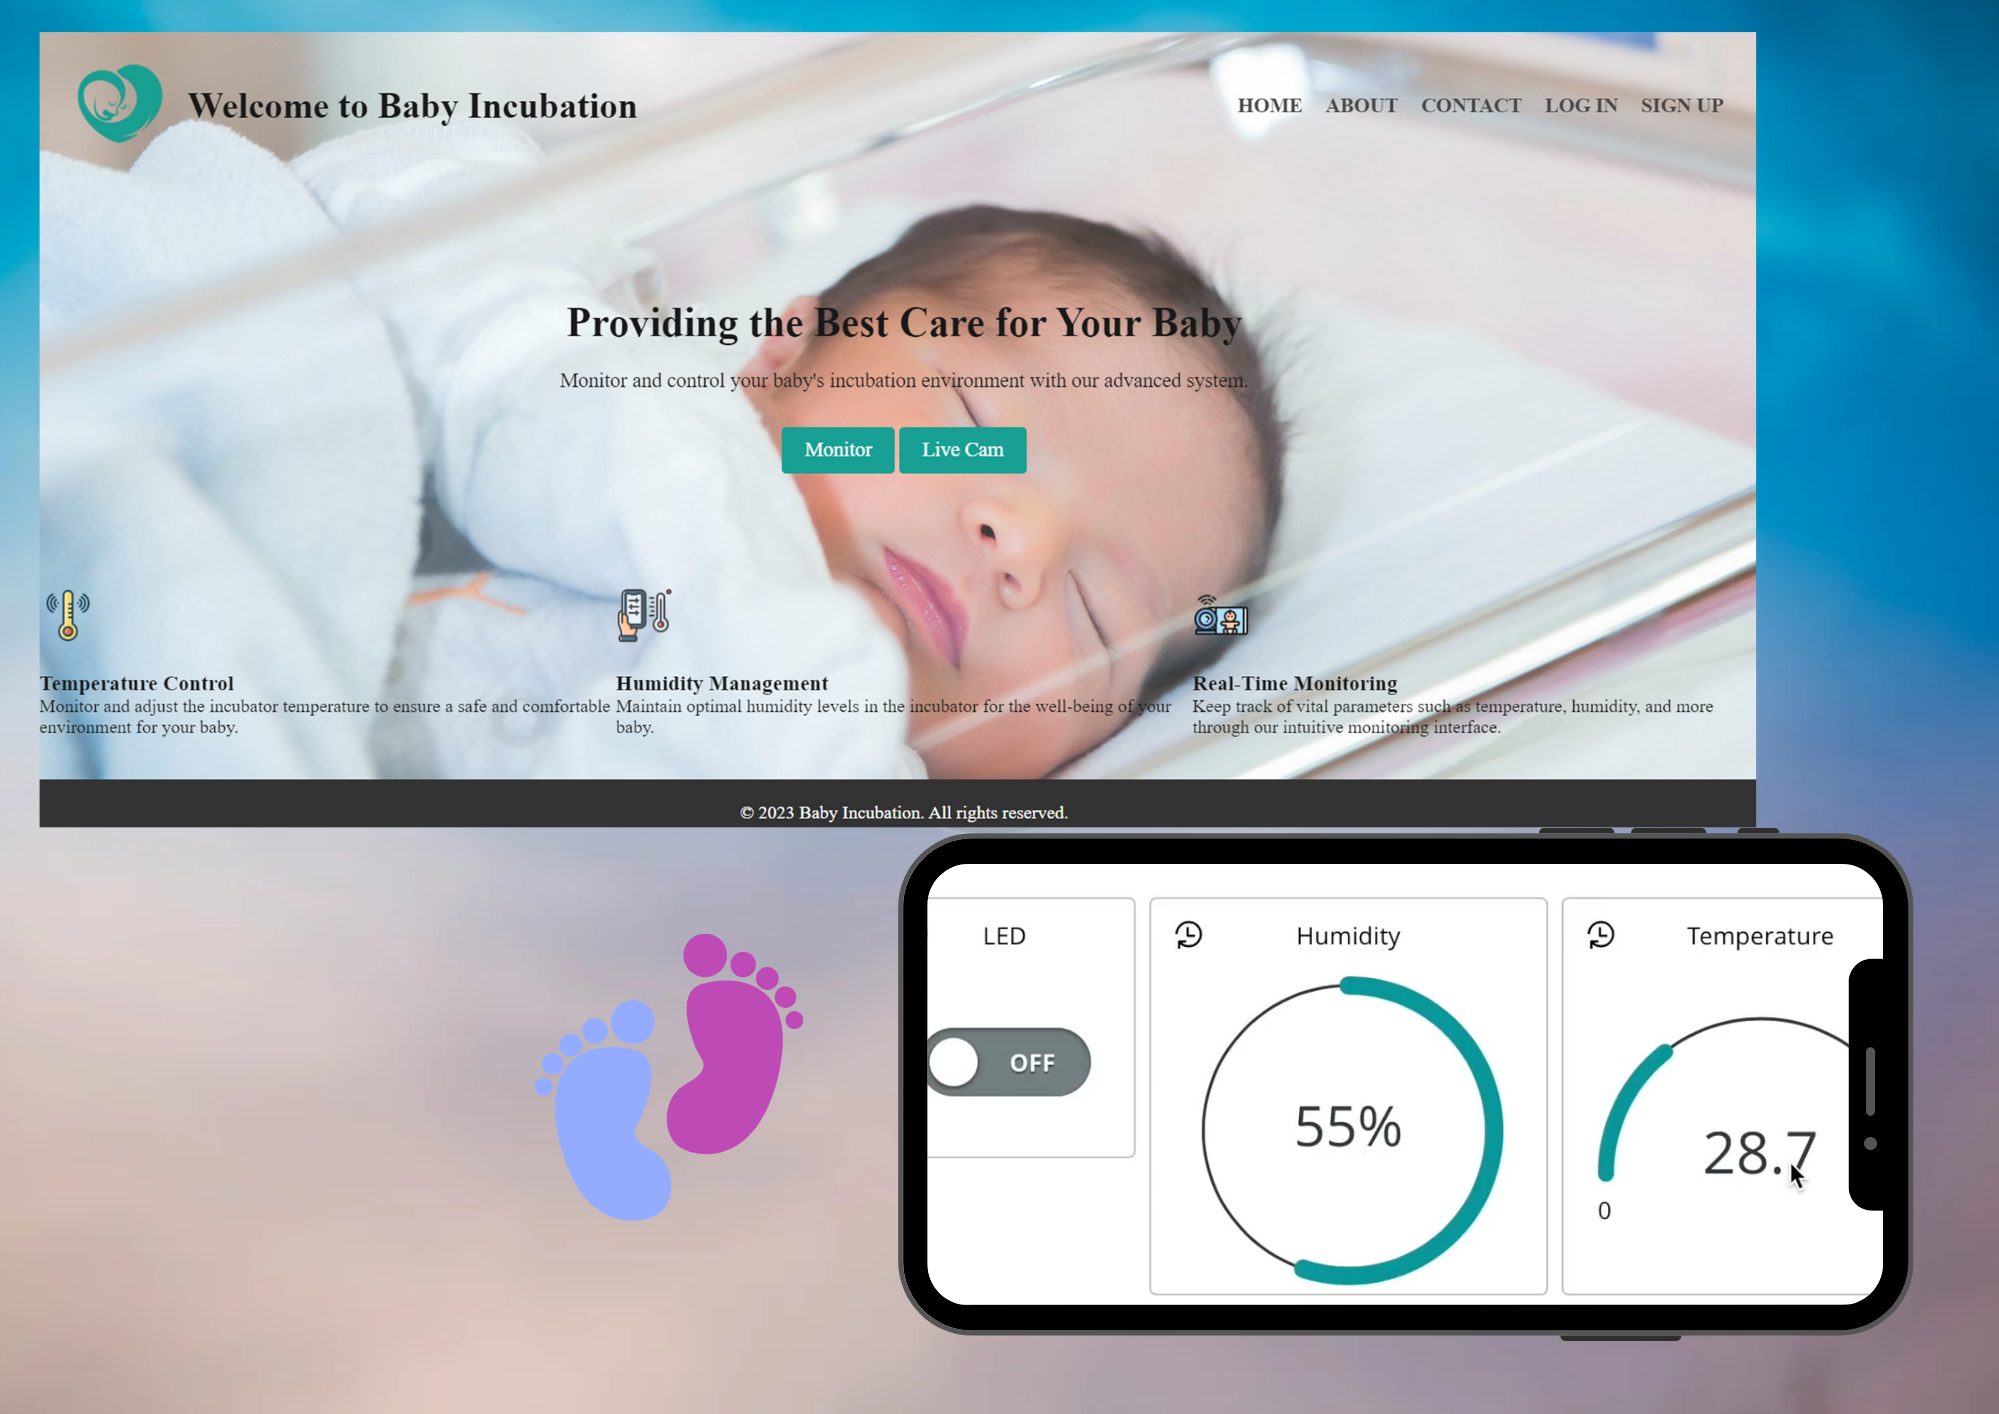 Welcome to Baby Incubation
HOME ABOUT CONTACT LOG IN SIGN UP
Providing the Best Care for Your Baby
Monitor and control your baby's incubation environment with our advanced system.
Monitor Live Cam
Temperature Control
Monitor and adjust the incubator temperature to ensure a safe and comfortable
environment for your baby.
Humidity Management
Maintain optimal humidity levels in the incubator for the well-being of your
baby.
Real-Time Monitoring
Keep track of vital parameters such as temperature, humidity, and more
through our intuitive monitoring interface.
© 2023 Baby Incubation. All rights reserved.
LED
OFF
Humidity
55%
Temperature
28.7
0